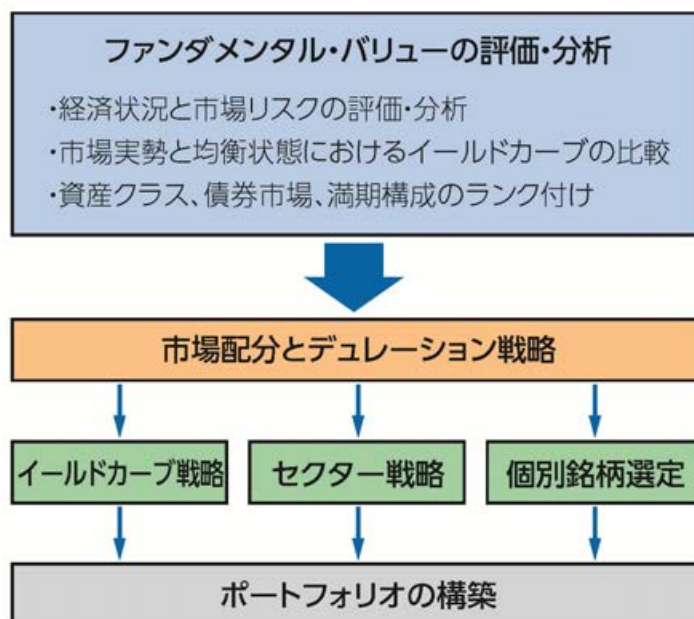 ファンダメンタル・バリューの評価・分析
・経済状況と市場リスクの評価・分析
・市場実勢と均衡状態におけるイールドカーブの比較
・資産クラス、債券市場、満期構成のランク付け
市場配分とデュレーション戦略
イールドカーブ戦略
セクター戦略
個別銘柄選定
ポートフォリオの構築